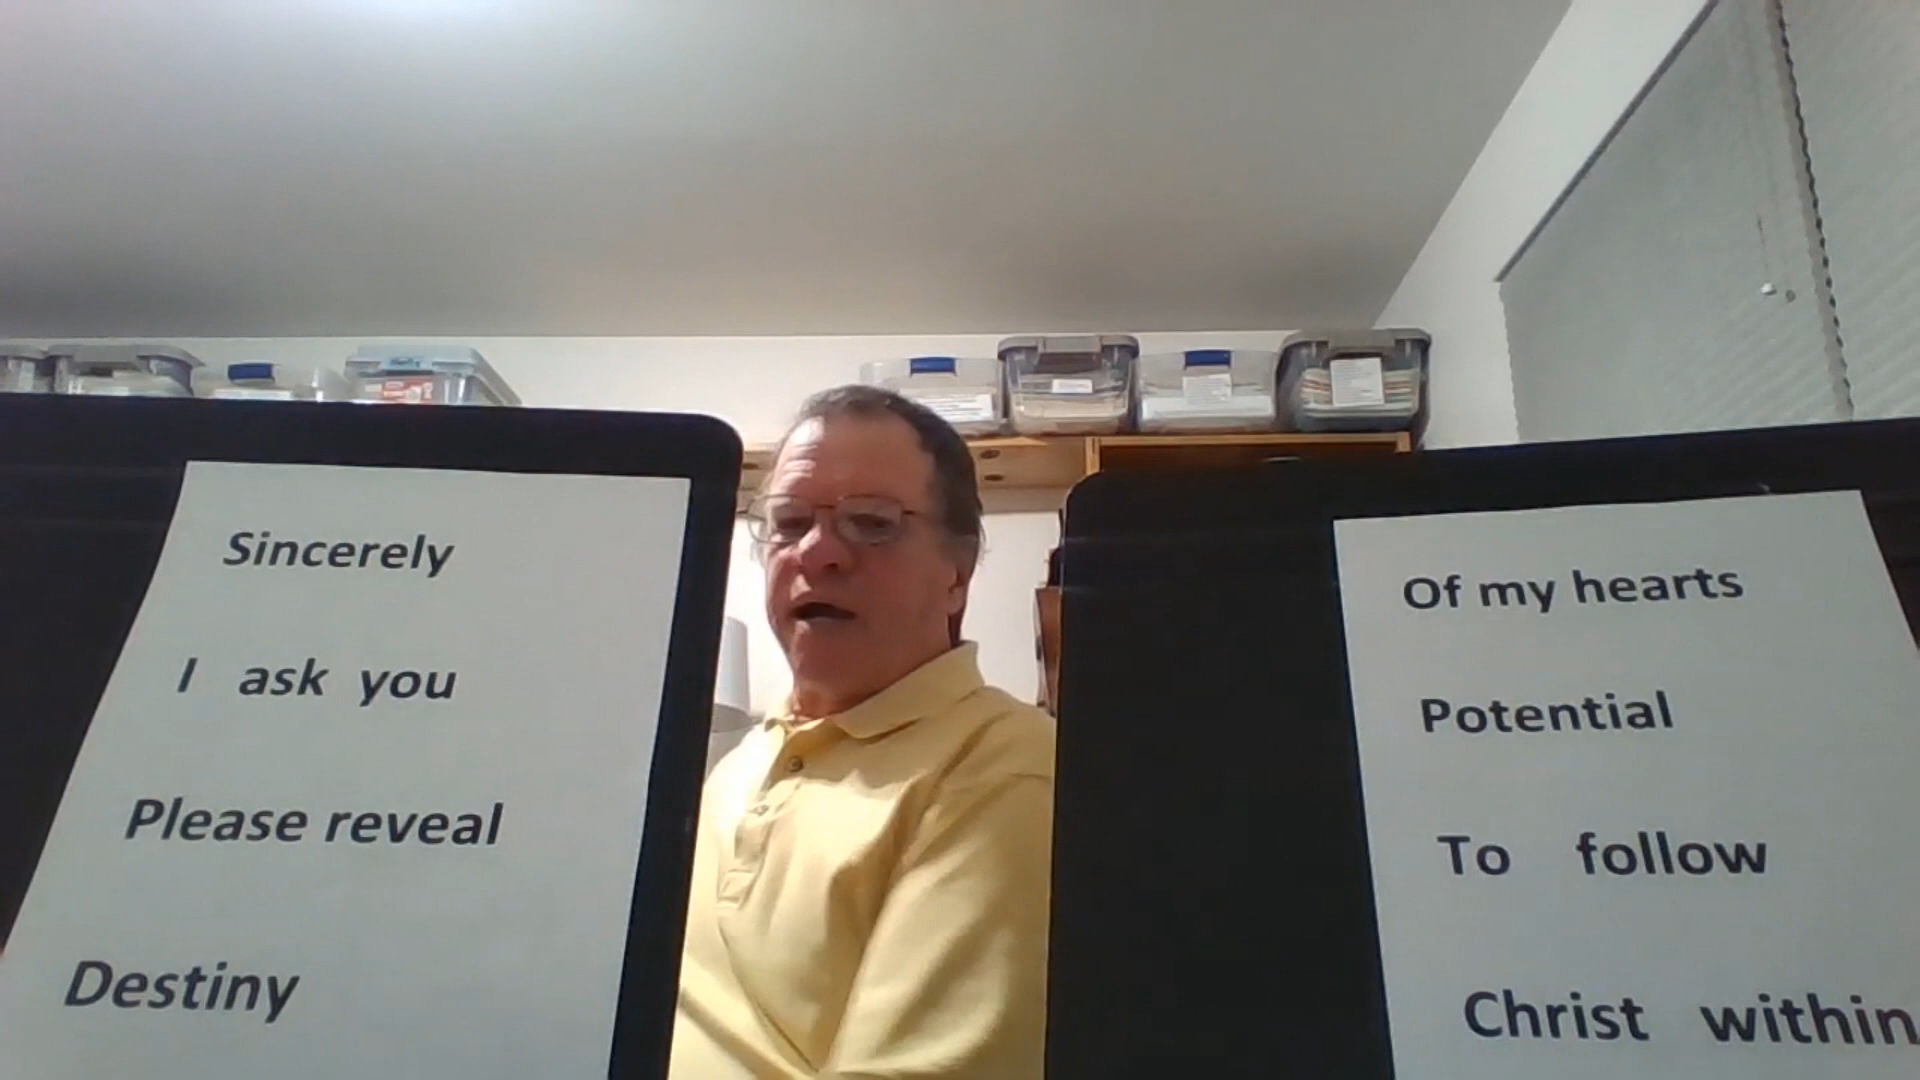 Sincerely
I ask you
Please reveal
Destiny
Of my hearts
Potential
To follow
Christ within